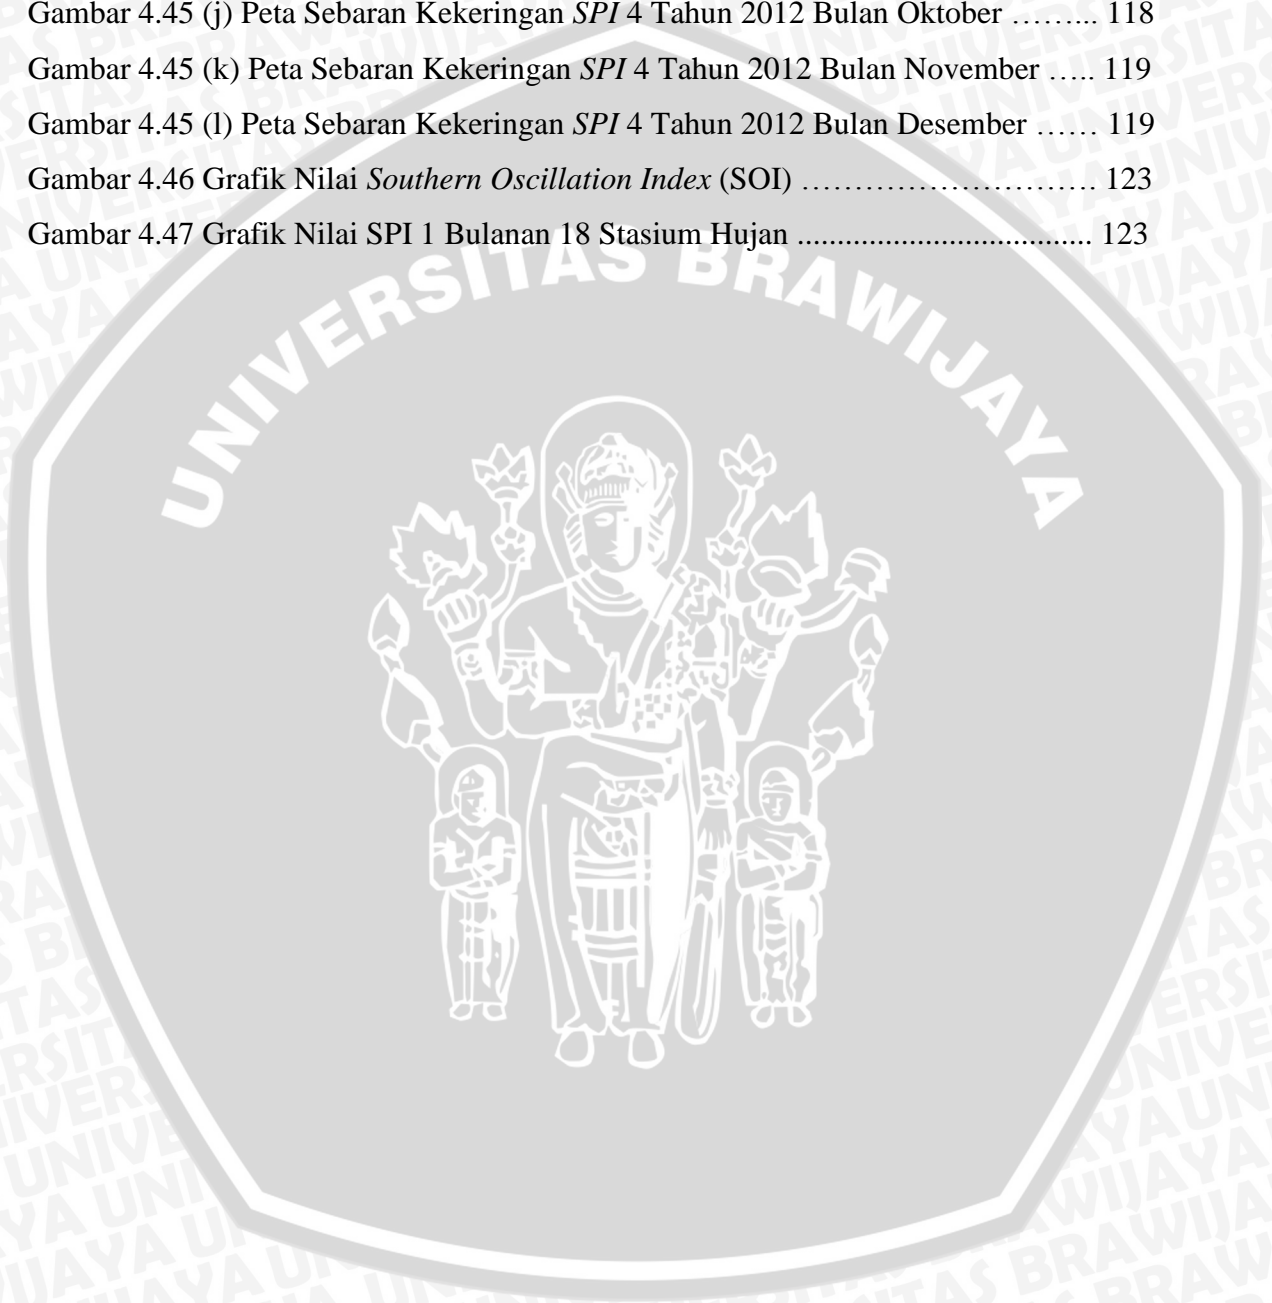 Gambar 4.45 (j) Peta Sebaran Kekeringan SPI 4 Tahun 2012 Bulan Oktober ……... 118
Gambar 4.45 (k) Peta Sebaran Kekeringan SPI 4 Tahun 2012 Bulan November ….. 119
Gambar 4.45 (l) Peta Sebaran Kekeringan SPI 4 Tahun 2012 Bulan Desember …… 119
Gambar 4.46 Grafik Nilai Southern Oscillation Index (SOI) ………………………. 123
Gambar 4.47 Grafik Nilai SPI 1 Bulanan 18 Stasium Hujan ..................................... 123
UNIVERSITAS BRAWIJAYA